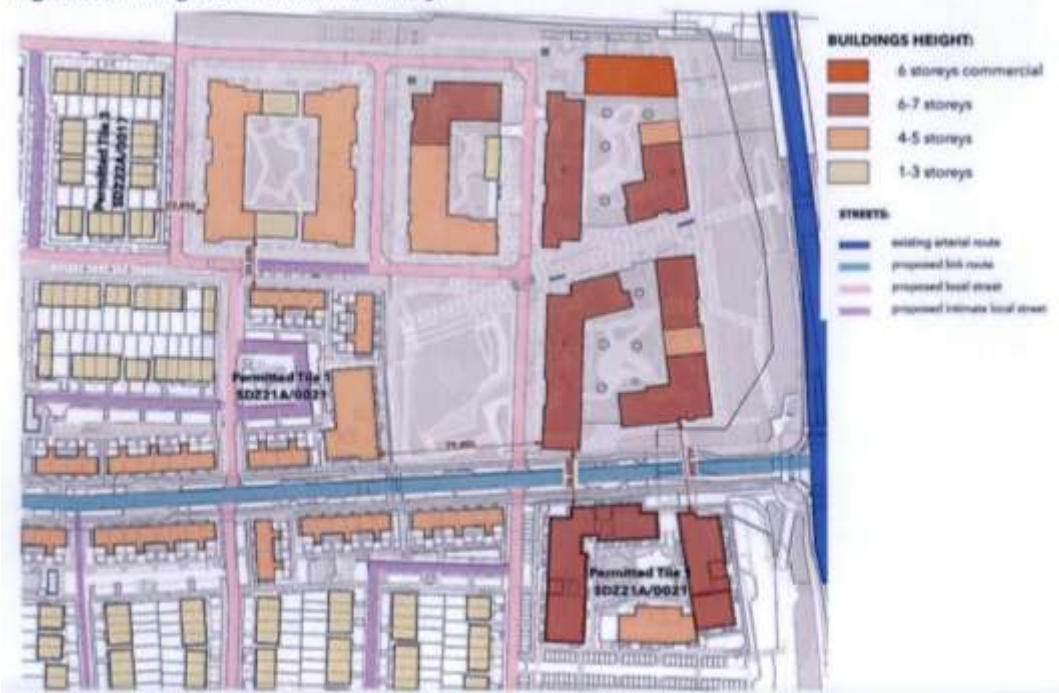 BUILDINGS HEIGHT:
6 storeys commercial
6-7 storeys
4-5 storeys
1-3 storeys
STREETS:
existing arterial route
proposed link route
proposed local street
proposed intimate local street
Permitted Tile 3
SDZ22A/0017
Permitted Tile 1
SDZ21A/0021
Permitted Tile 1
SDZ21A/0021